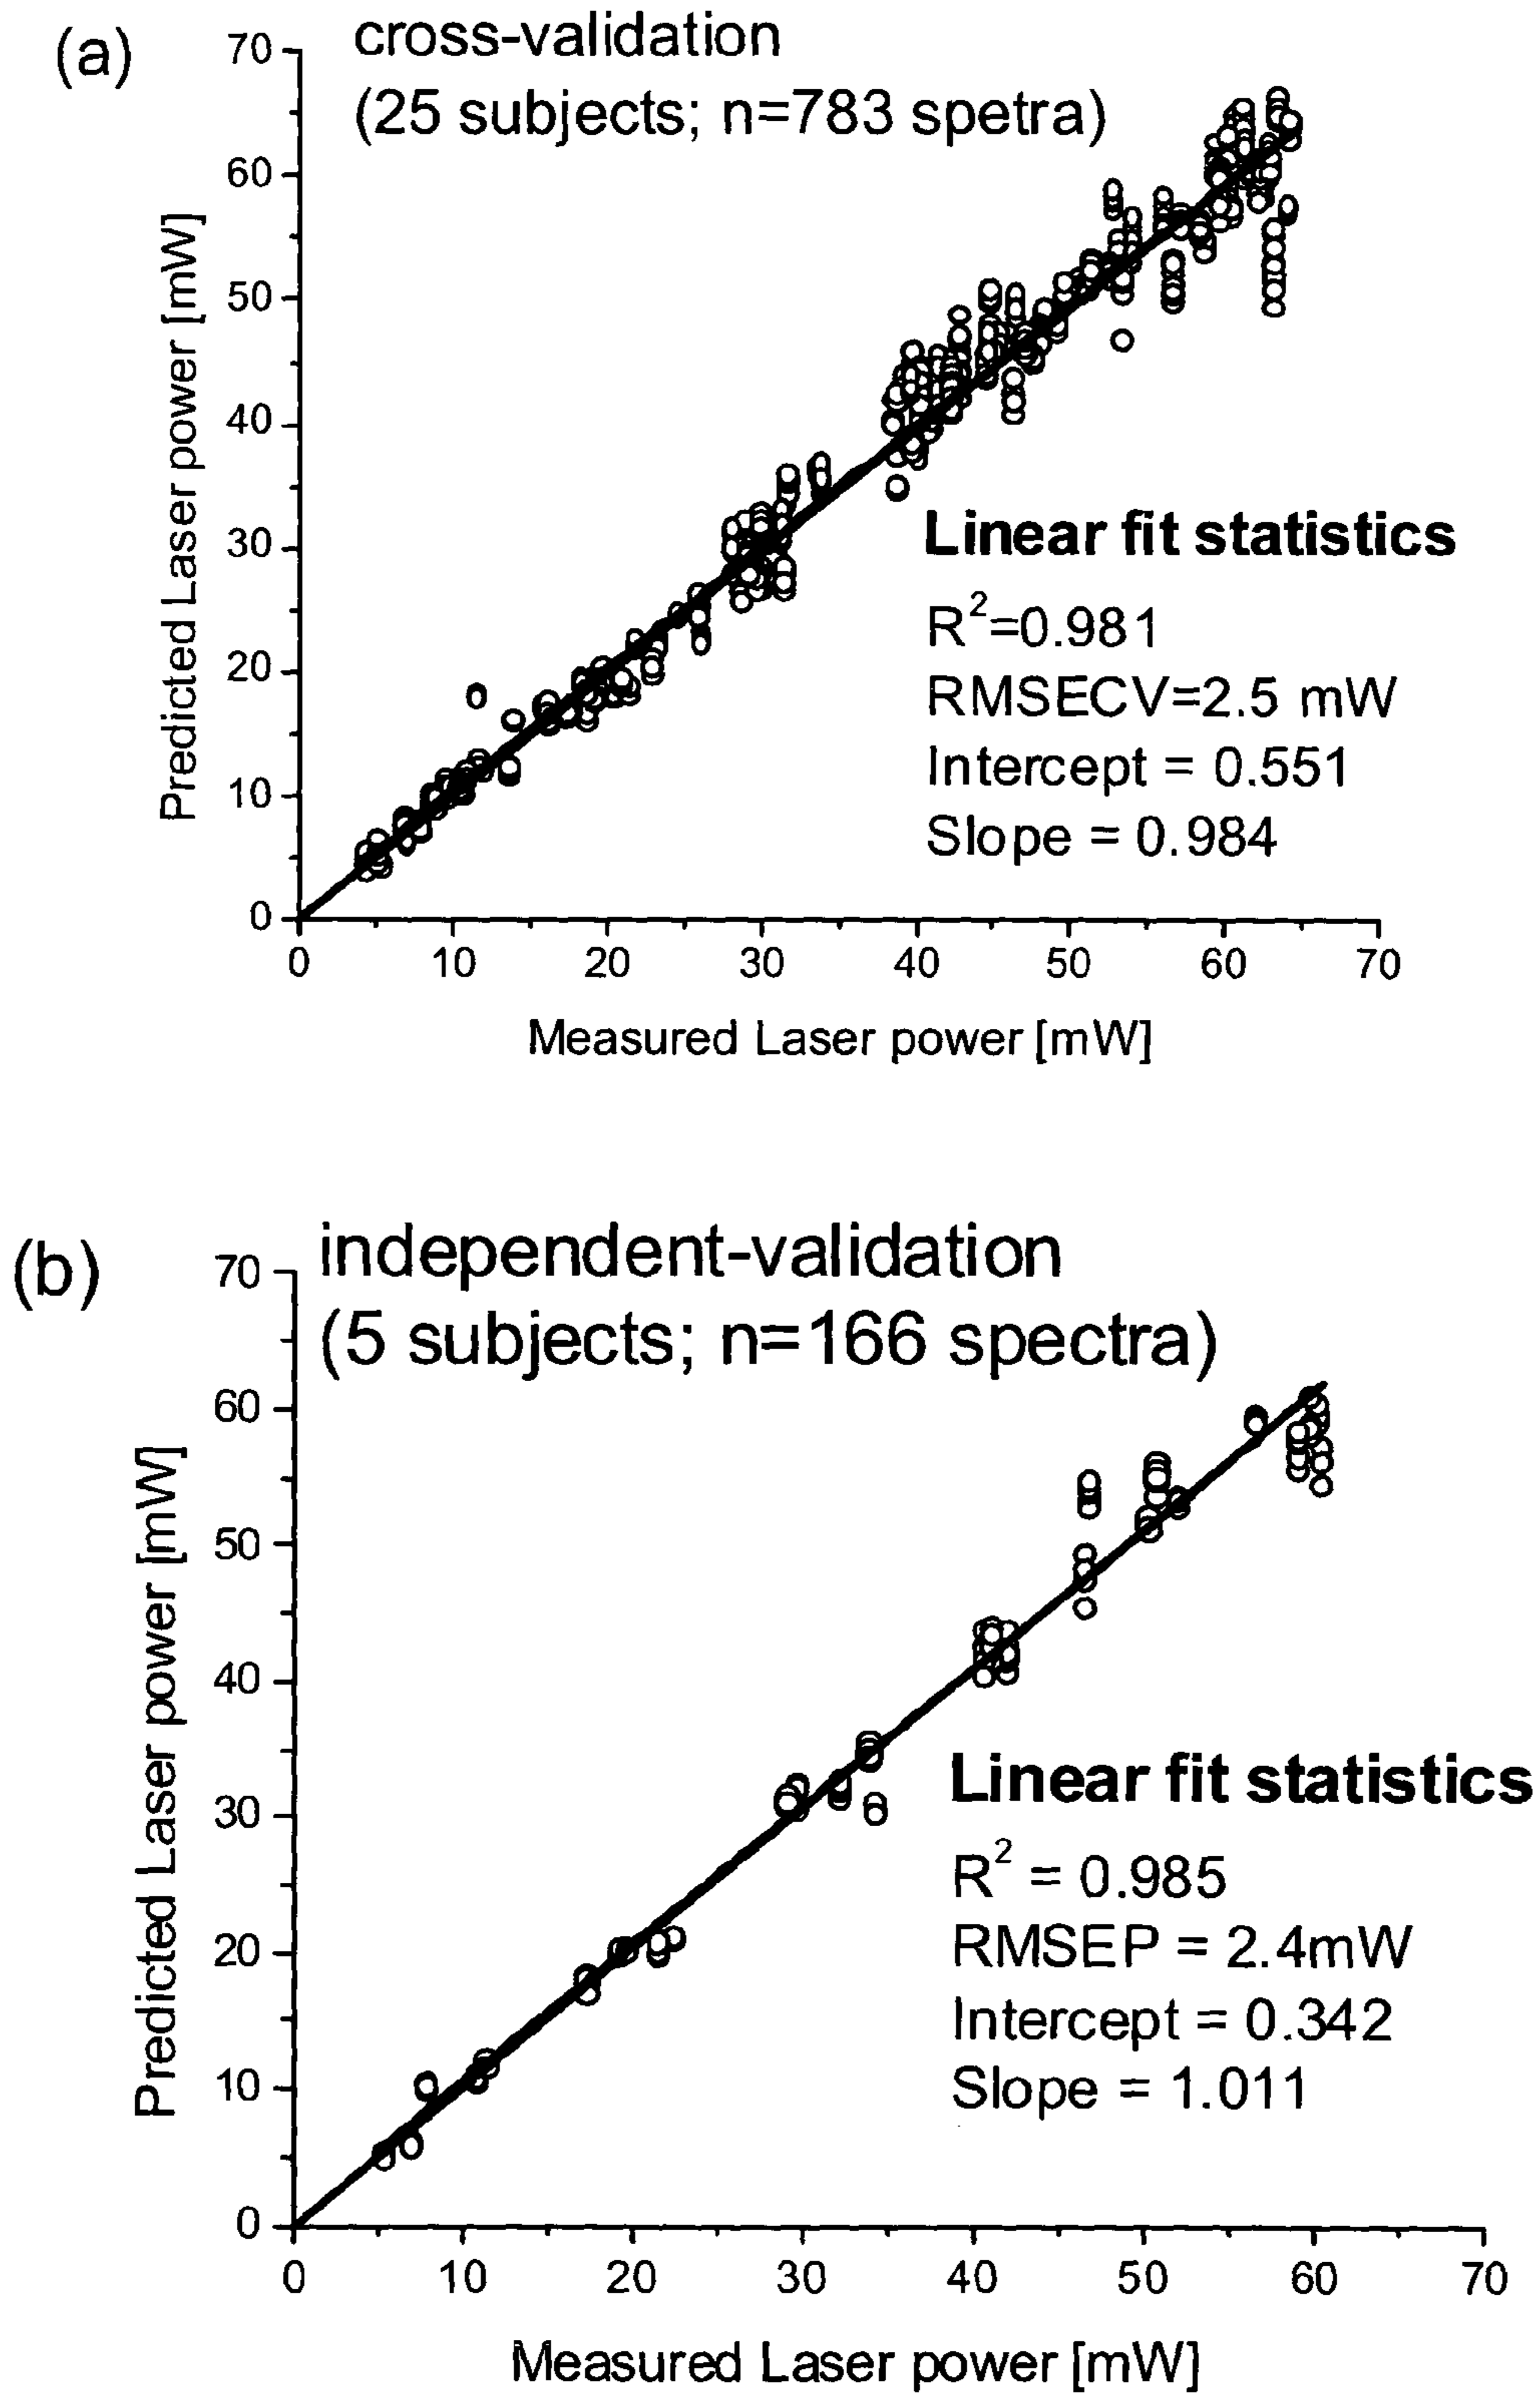 (a)
cross-validation
(25 subjects; n=783 spetra)
Predicted Laser power [mW]
70
60
50
40
30
20
10
0
Linear fit statistics
R²=0.981
RMSECV=2.5 mW
Intercept = 0.551
Slope = 0.984
0 10 20 30 40 50 60 70
Measured Laser power [mW]
(b)
independent-validation
(5 subjects; n=166 spectra)
Predicted Laser power [mW]
70
60
50
40
30
20
10
0
Linear fit statistics
R² = 0.985
RMSEP = 2.4mW
Intercept = 0.342
Slope = 1.011
0 10 20 30 40 50 60 70
Measured Laser power [mW]